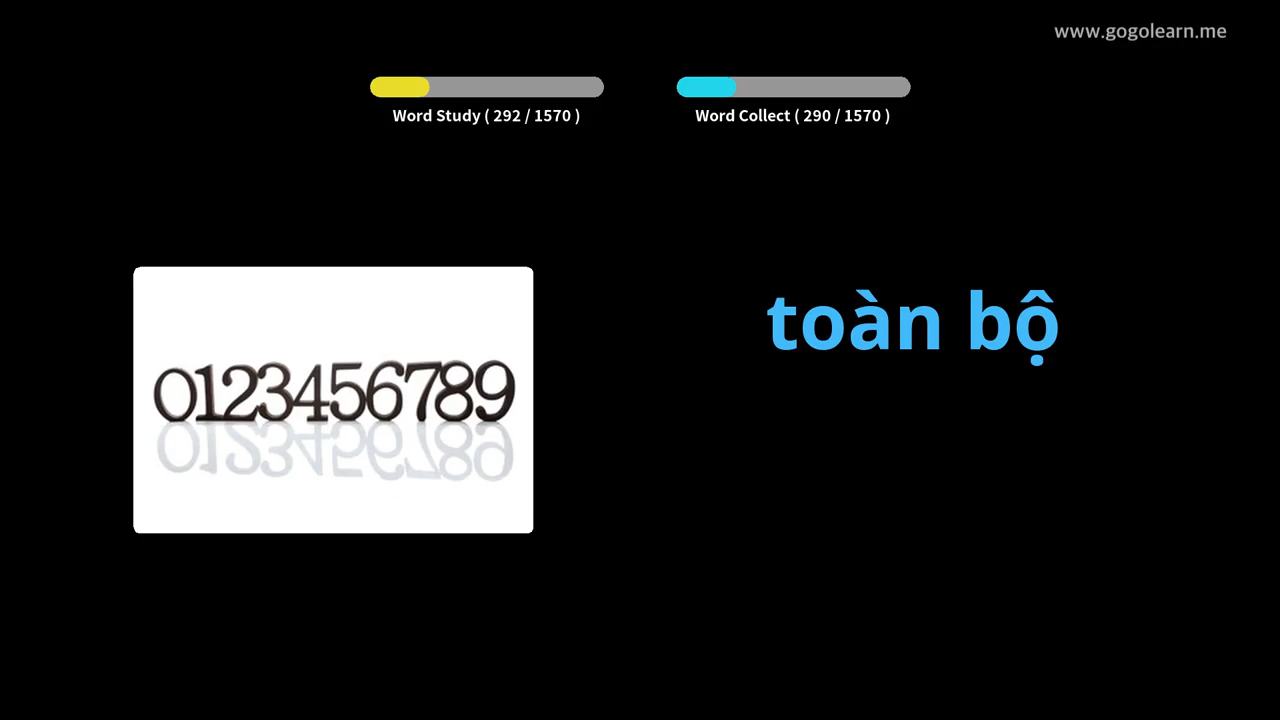 www.gogolearn.me
Word Study ( 292 / 1570 )
Word Collect ( 290 / 1570 )
toàn bộ
0123456789